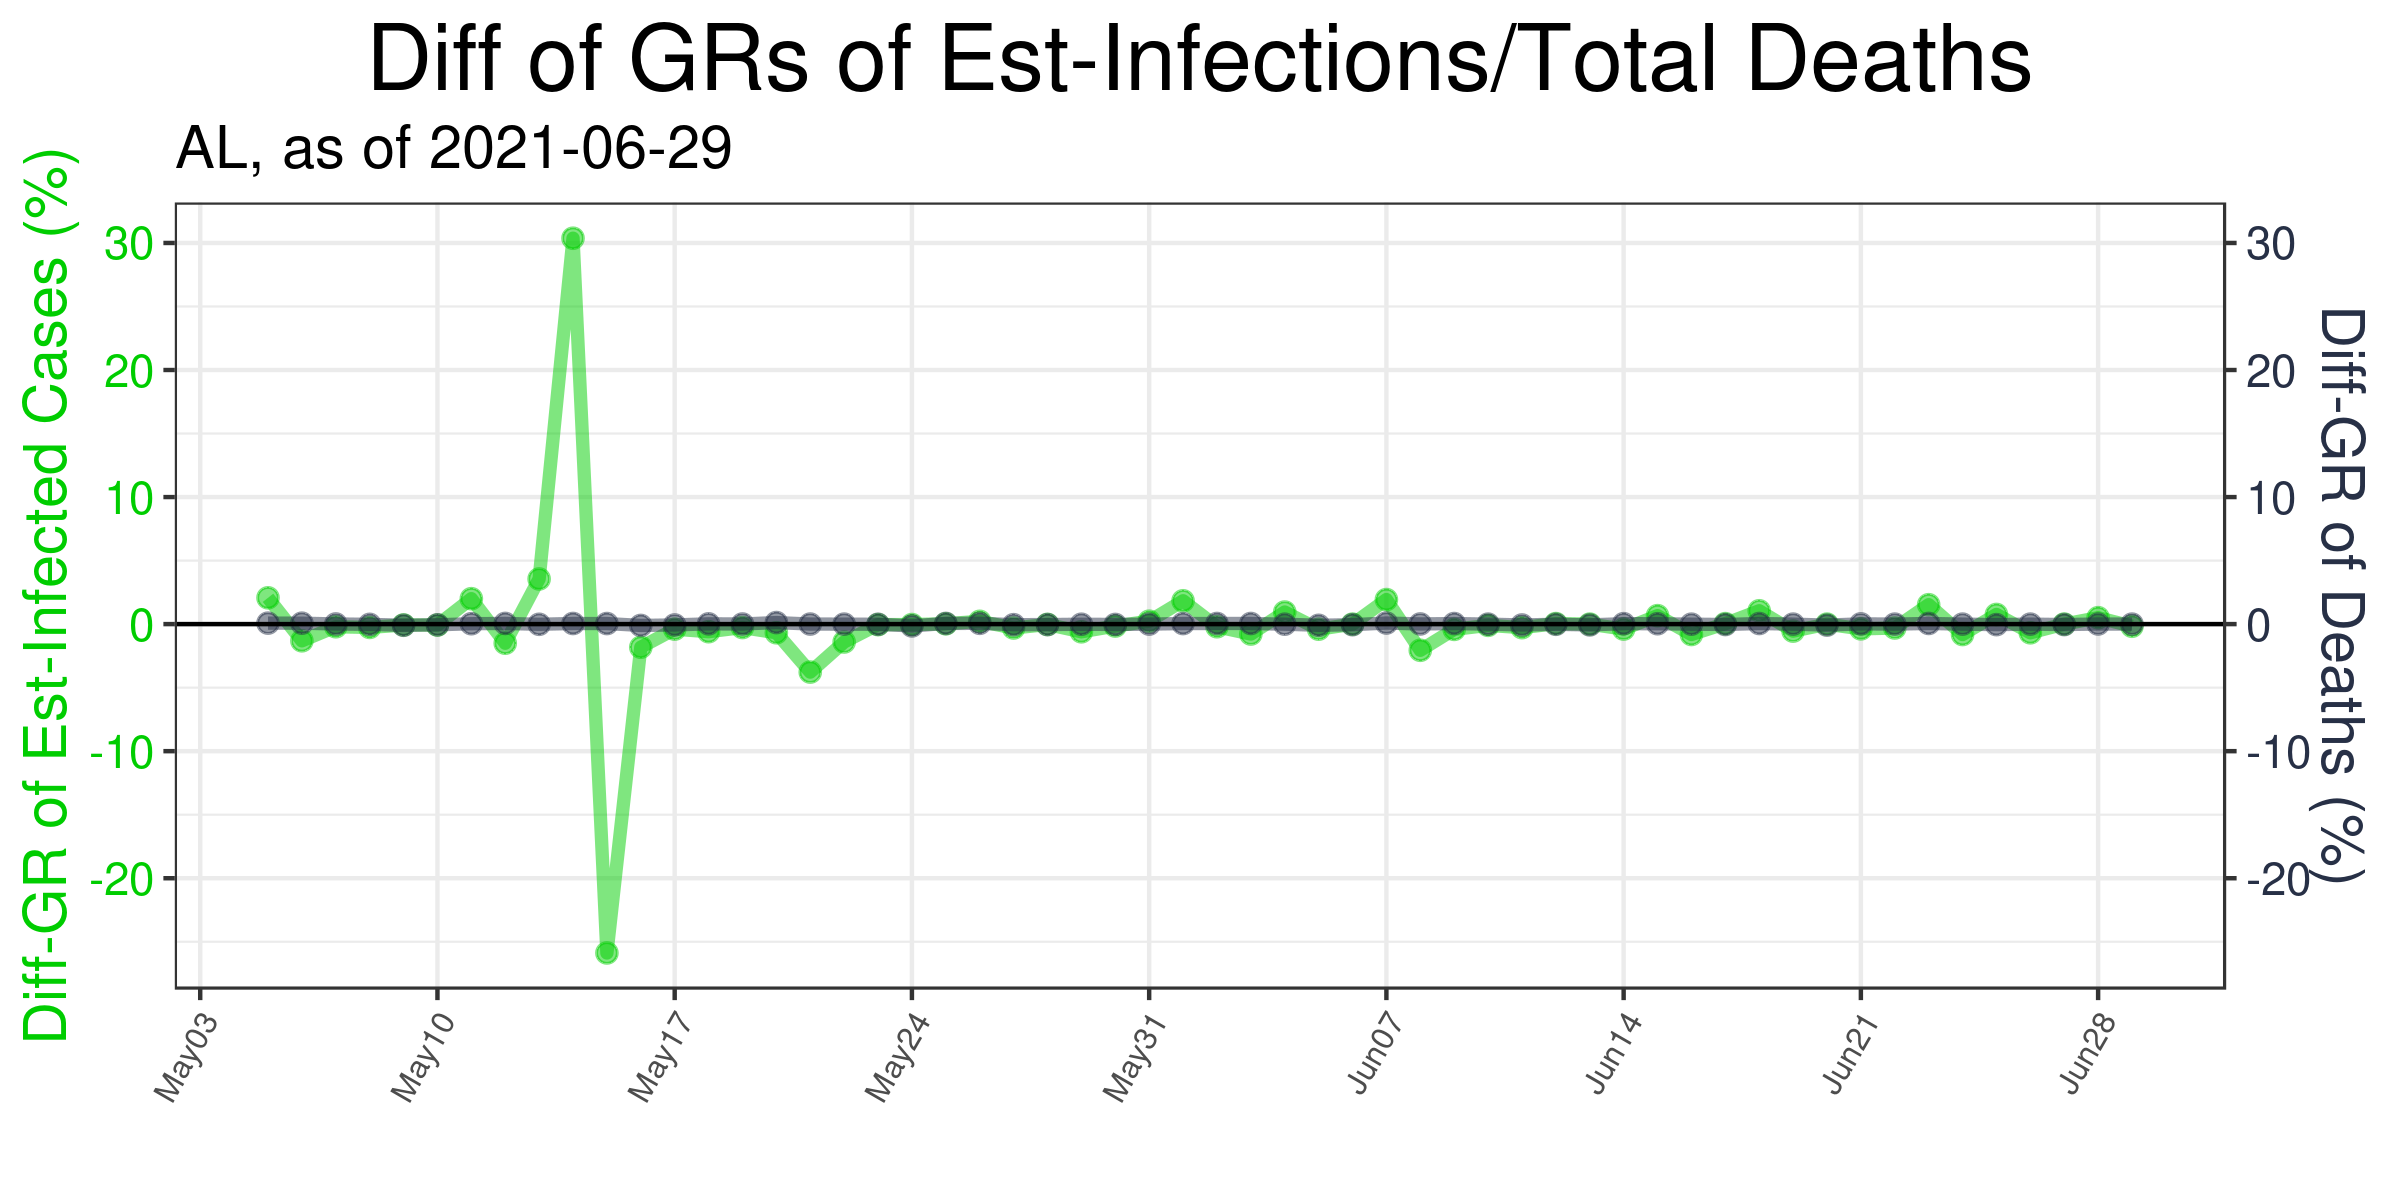 Diff of GRs of Est-Infections/Total Deaths
AL, as of 2021-06-29
Diff-GR of Est-Infected Cases (%)
30
20
10
0
-10
-20
30
20
10
0
-10
-20
Diff-GR of Deaths (%)
May03
May10
May17
May24
May31
Jun07
Jun14
Jun21
Jun28